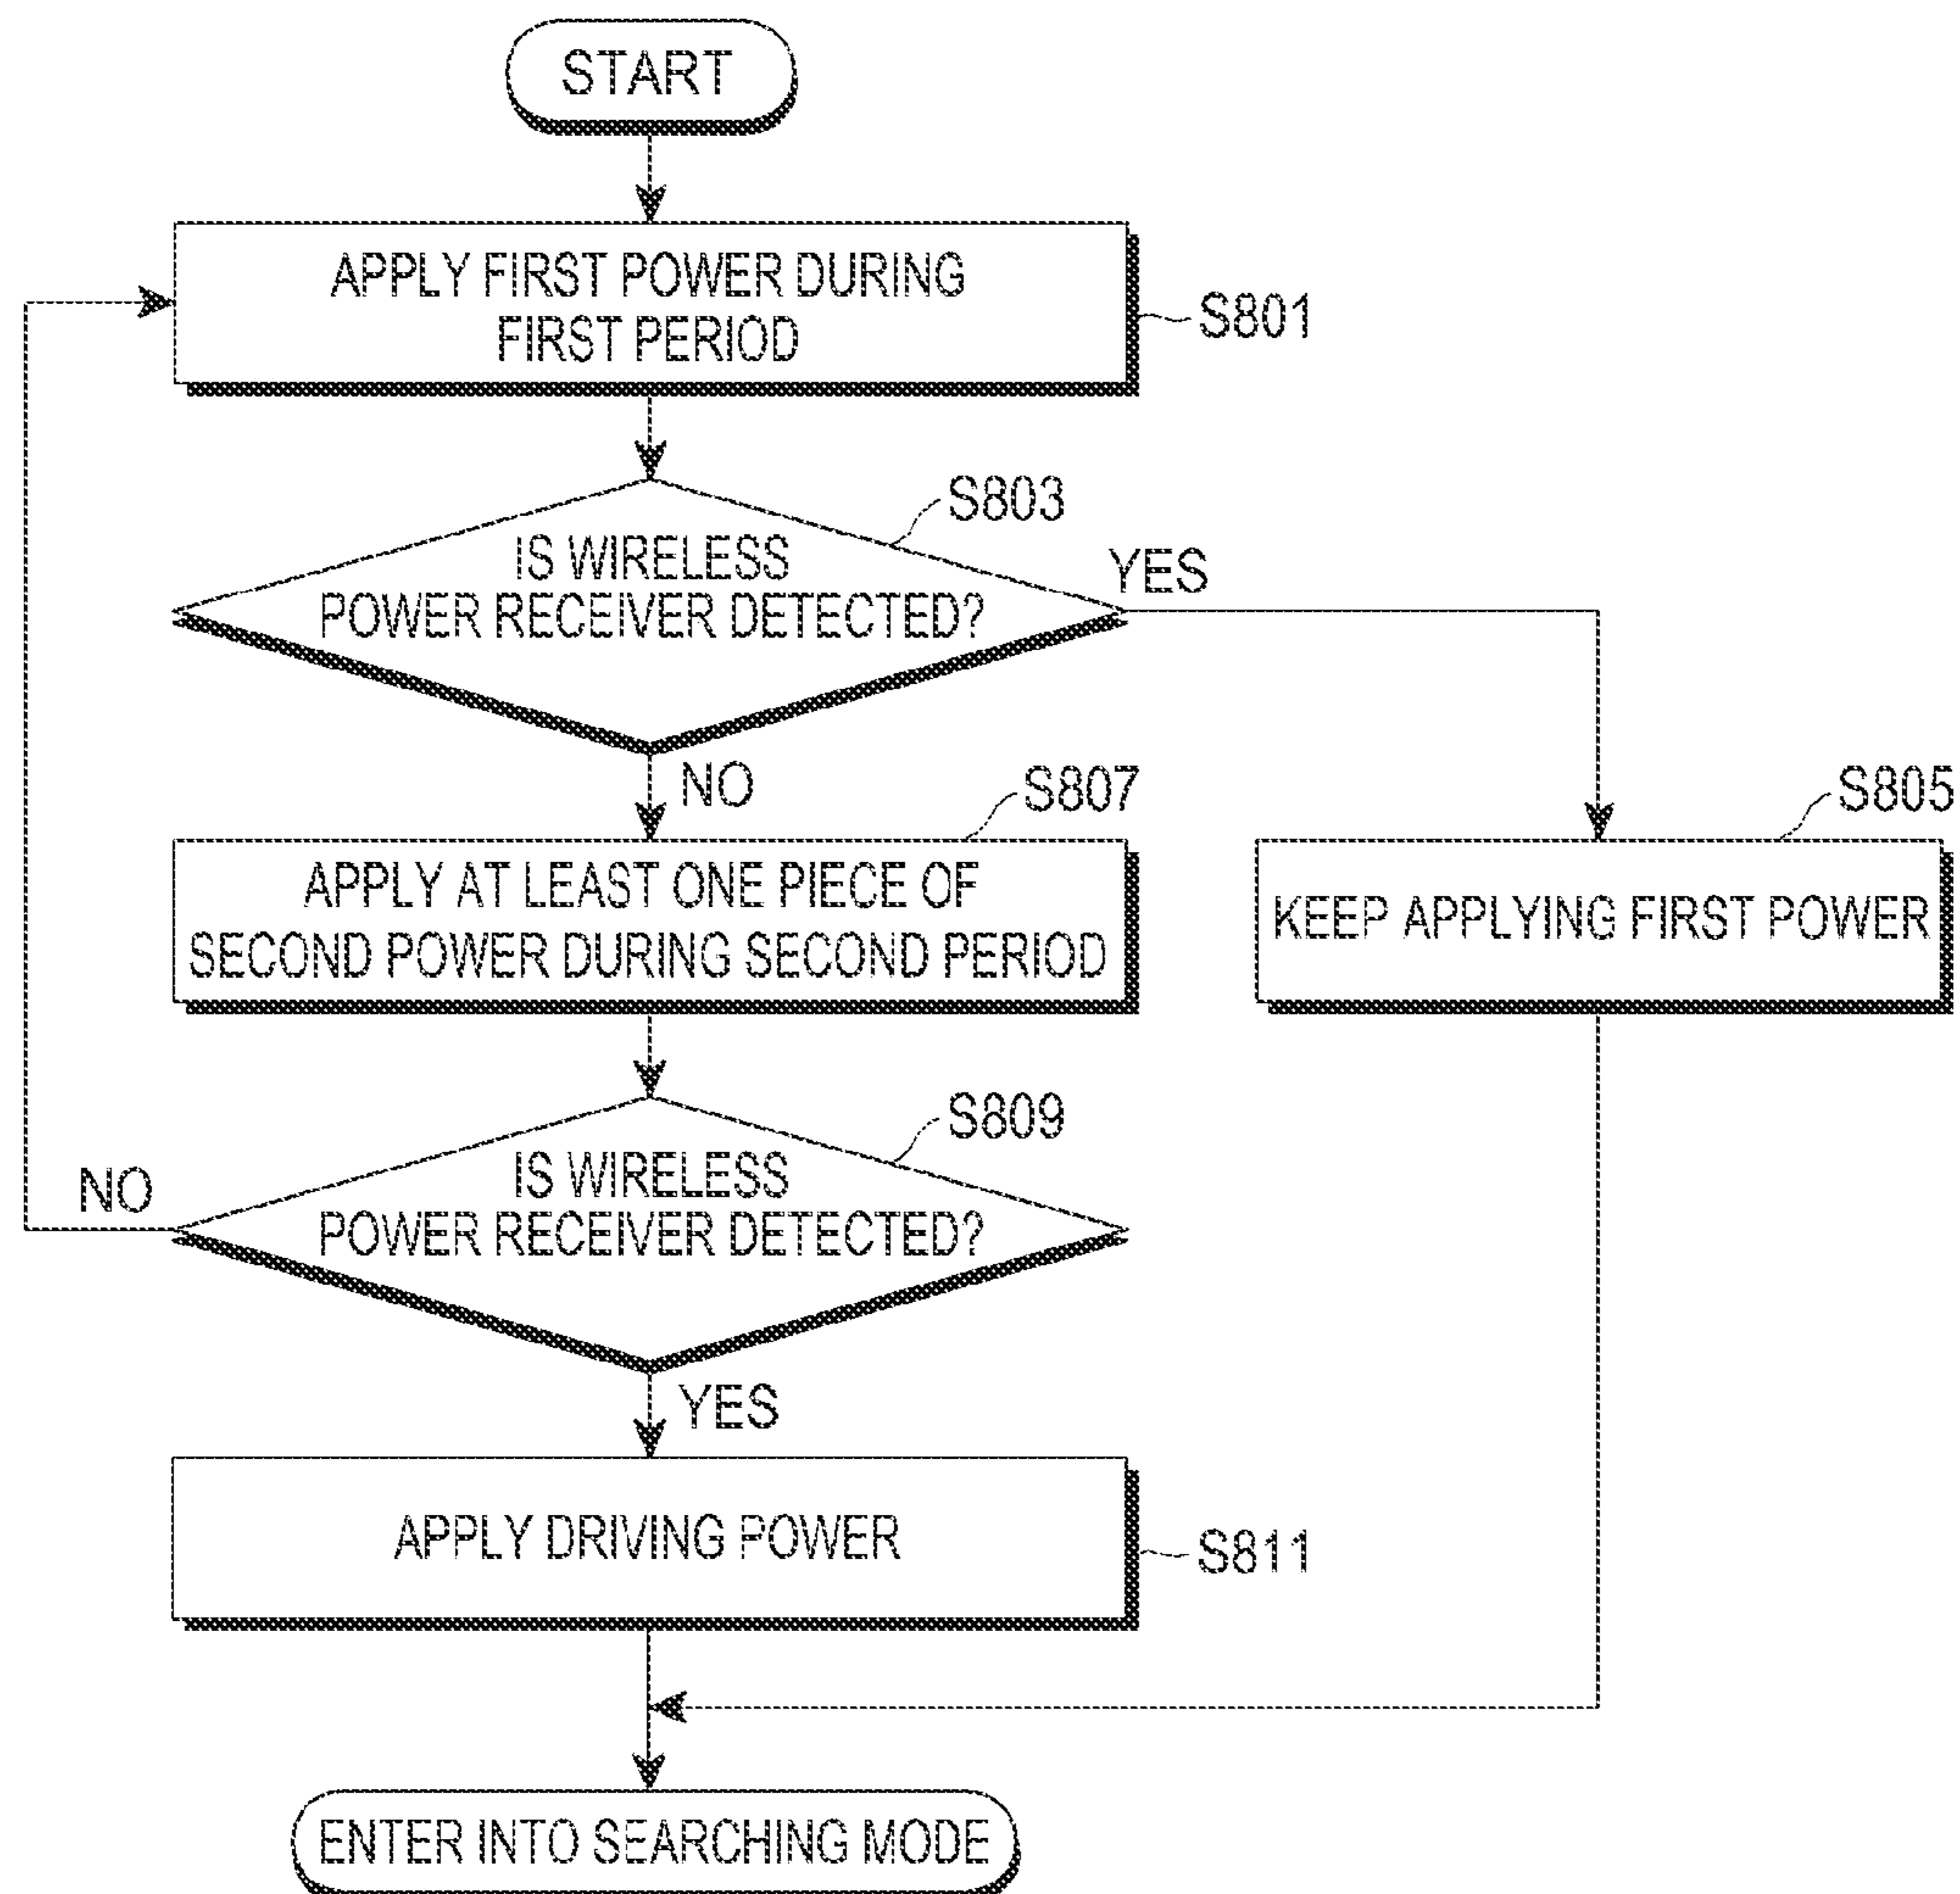 START
APPLY FIRST POWER DURING
FIRST PERIOD
S801
S803
IS WIRELESS
POWER RECEIVER DETECTED?
YES
NO
S807
S805
APPLY AT LEAST ONE PIECE OF
SECOND POWER DURING SECOND PERIOD
KEEP APPLYING FIRST POWER
S809
IS WIRELESS
POWER RECEIVER DETECTED?
NO
YES
APPLY DRIVING POWER
S811
ENTER INTO SEARCHING MODE